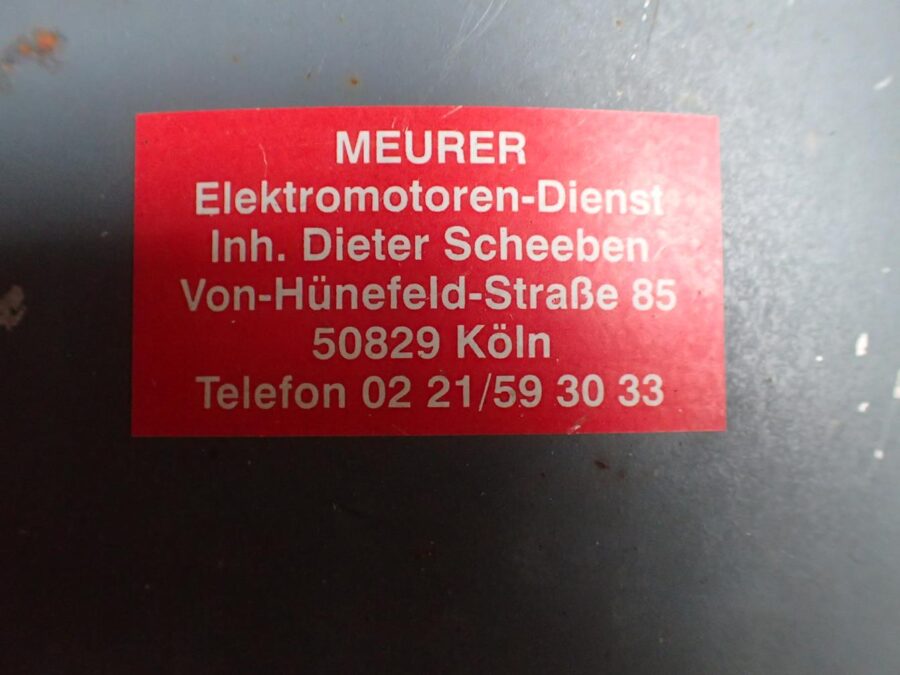 MEURER
Elektromotoren-Dienst
Inh. Dieter Scheeben
Von-Hünefeld-Straße 85
50829 Köln
Telefon 02 21/59 30 33